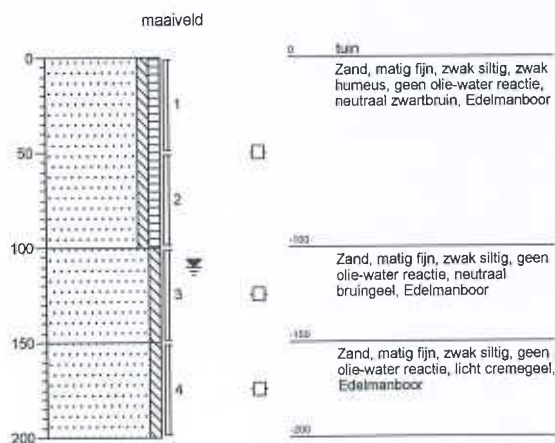 maaiveld
0
50
100
150
200
1
2
3
4
0 tuin
Zand, matig fijn, zwak siltig, zwak
humeus, geen olie-water reactie,
neutraal zwartbruin, Edelmanboor
-100
Zand, matig fijn, zwak siltig, geen
olie-water reactie, neutraal
bruingeel, Edelmanboor
-150
Zand, matig fijn, zwak siltig, geen
olie-water reactie, licht cremegeel,
Edelmanboor
-200